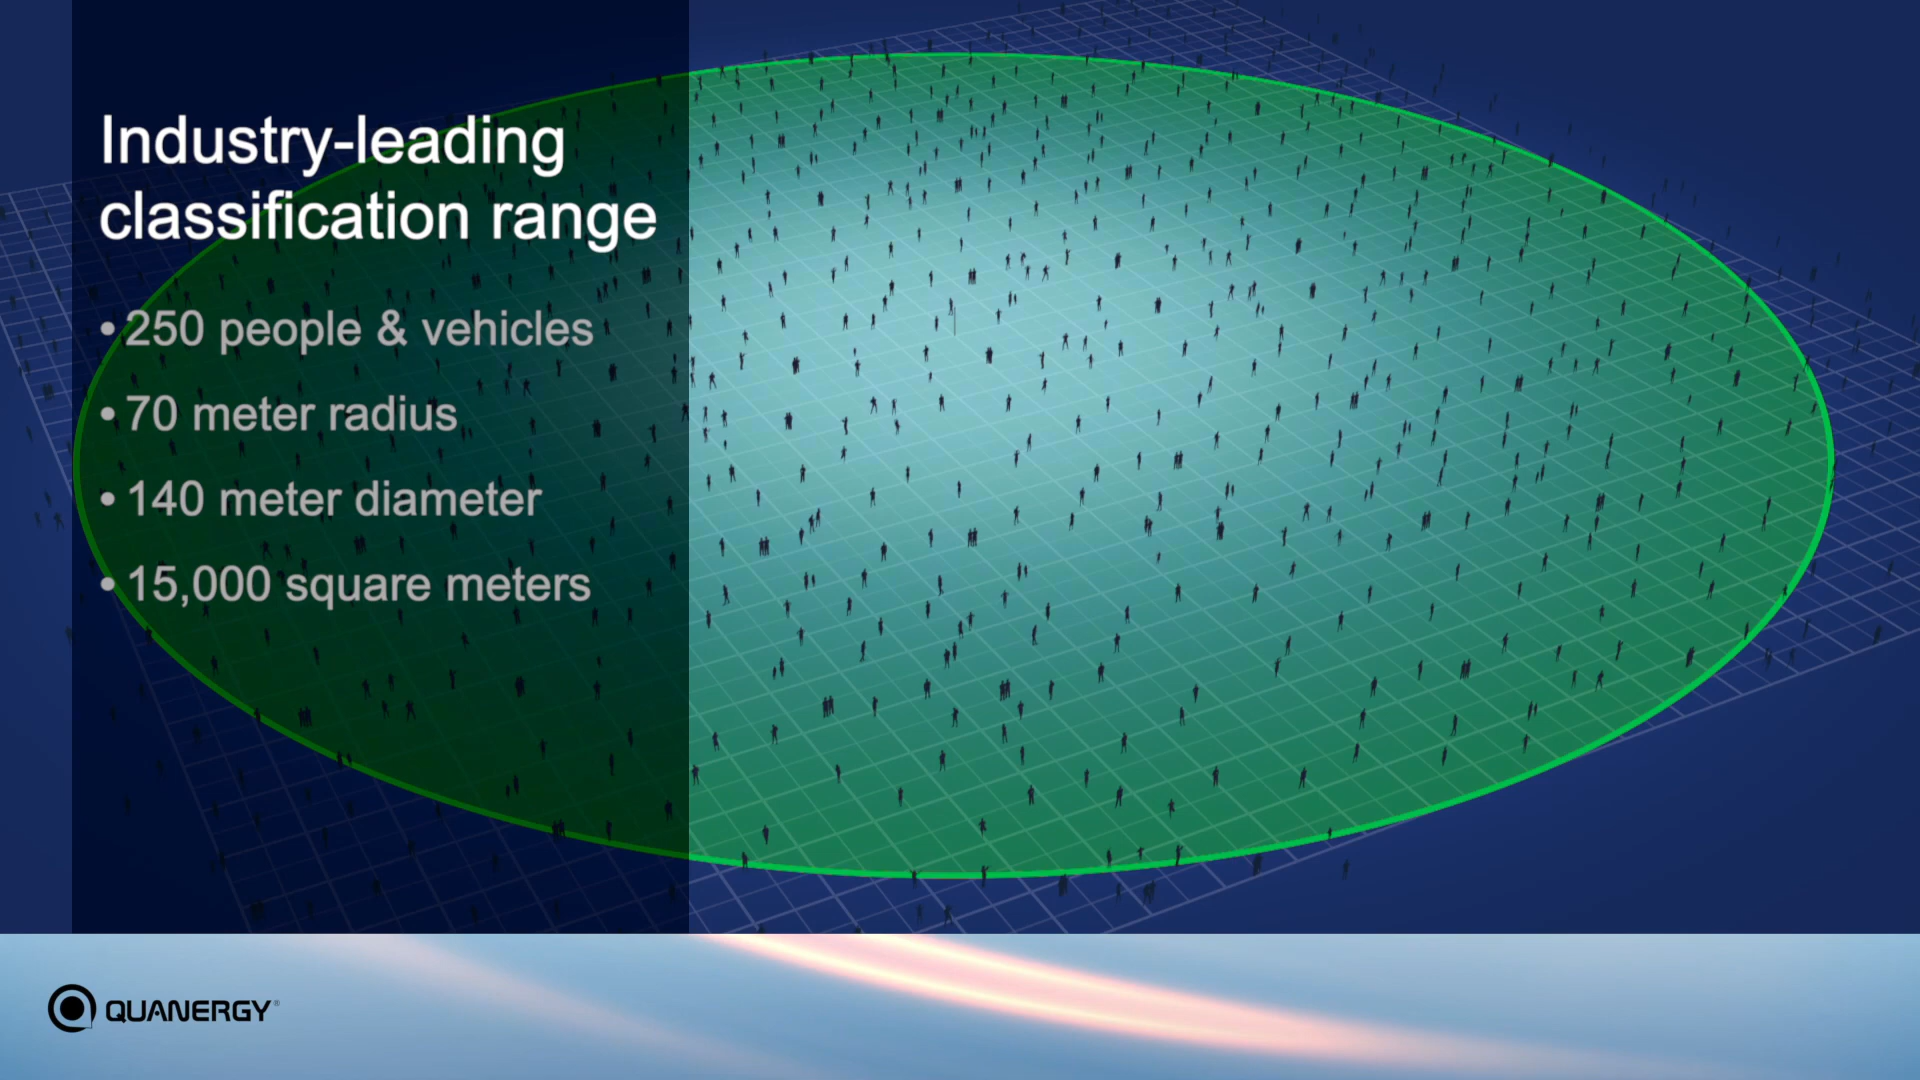 Industry-leading
classification range
• 250 people & vehicles
• 70 meter radius
• 140 meter diameter
• 15,000 square meters
QUANERGY®